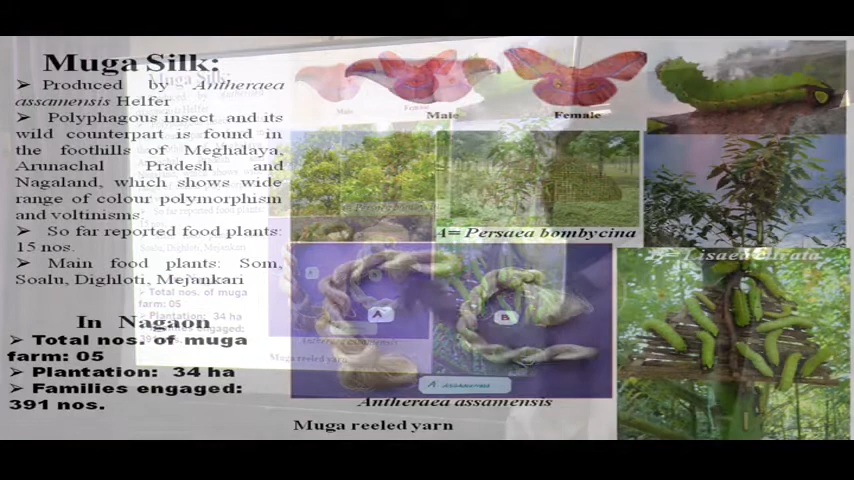 Muga Silk:
➢ Produced by Antheraea
assamensis Helfer
➢ Polyphagous insect and its
wild counterpart is found in
the foothills of Meghalaya,
Arunachal Pradesh and
Nagaland, which shows wide
range of colour polymorphism
and voltinisms.
➢ So far reported food plants:
15 nos.
➢ Main food plants: Som,
Soalu, Dighloti, Mejankari
In Nagaon
➢ Total nos. of muga
farm: 05
➢ Plantation: 34 ha
➢ Families engaged:
391 nos.
Male
Female
A= Persaea bombycina
A
B
Antheraea assamensis
Muga reeled yarn